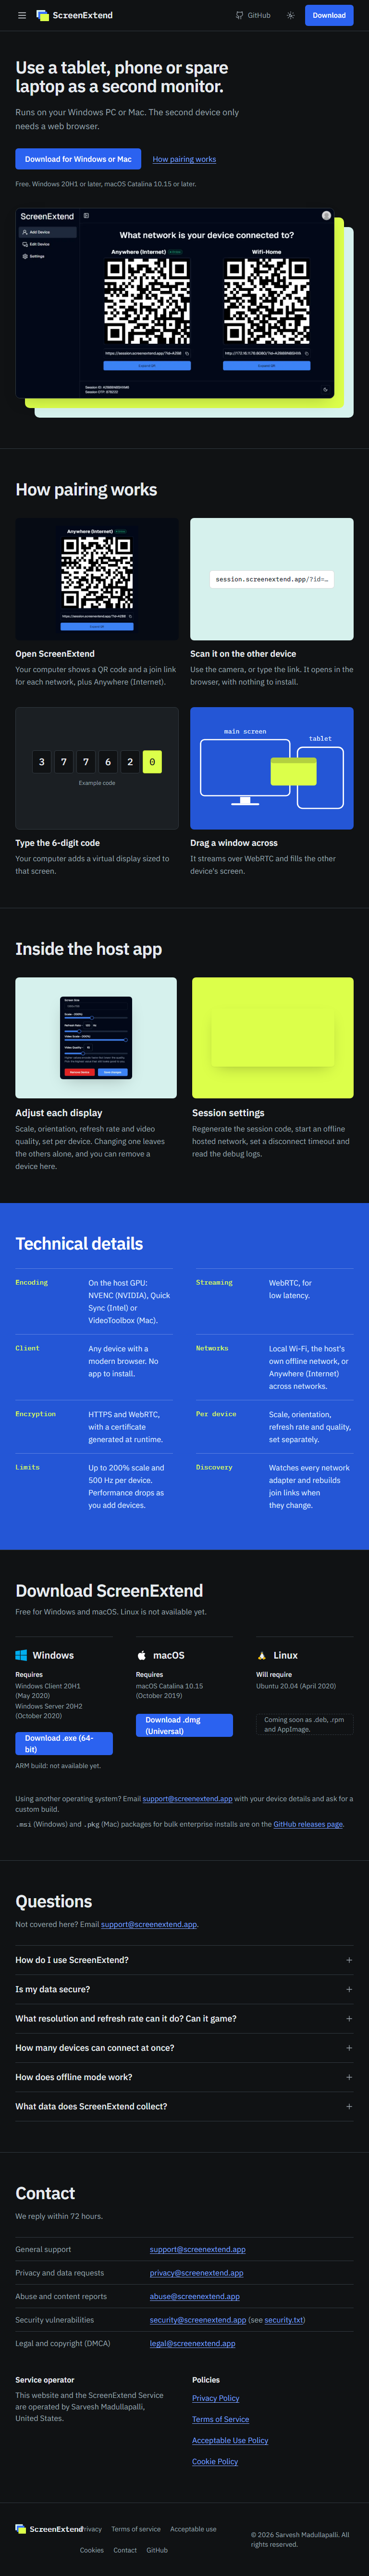 ScreenExtend
GitHub
Download
Use a tablet, phone or spare
laptop as a second monitor.
Runs on your Windows PC or Mac. The second device only
needs a web browser.
Download for Windows or Mac
How pairing works
Free. Windows 20H1 or later, macOS Catalina 10.15 or later.
ScreenExtend
Add Device
Edit Device
Settings
What network is your device connected to?
Anywhere (Internet)
Wifi-Home
How pairing works
Anywhere (Internet)
session.screenextend.app/?id=…
Open ScreenExtend
Your computer shows a QR code and a join link
for each network, plus Anywhere (Internet).
Scan it on the other device
Use the camera, or type the link. It opens in the
browser, with nothing to install.
3 7 7 6 2 0
Example code
main screen
tablet
Type the 6-digit code
Your computer adds a virtual display sized to
that screen.
Drag a window across
It streams over WebRTC and fills the other
device's screen.
Inside the host app
Adjust each display
Scale, orientation, refresh rate and video
quality, set per device. Changing one leaves
the others alone, and you can remove a
device here.
Session settings
Regenerate the session code, start an offline
hosted network, set a disconnect timeout and
read the debug logs.
Technical details
Encoding
On the host GPU:
NVENC (NVIDIA), Quick
Sync (Intel) or
VideoToolbox (Mac).
Streaming
WebRTC, for
low latency.
Client
Any device with a
modern browser. No
app to install.
Networks
Local Wi-Fi, the host's
own offline network, or
Anywhere (Internet)
across networks.
Encryption
HTTPS and WebRTC,
with a certificate
generated at runtime.
Per device
Scale, orientation,
refresh rate and quality,
set separately.
Limits
Up to 200% scale and
500 Hz per device.
Performance drops as
you add devices.
Discovery
Watches every network
adapter and rebuilds
join links when
they change.
Download ScreenExtend
Free for Windows and macOS. Linux is not available yet.
Windows
Requires
Windows Client 20H1
(May 2020)
Windows Server 20H2
(October 2020)
Download .exe (64-
bit)
ARM build: not available yet.
macOS
Requires
macOS Catalina 10.15
(October 2019)
Download .dmg
(Universal)
Linux
Will require
Ubuntu 20.04 (April 2020)
Coming soon as .deb, .rpm
and AppImage.
Using another operating system? Email support@screenextend.app with your device details and ask for a
custom build.
.msi (Windows) and .pkg (Mac) packages for bulk enterprise installs are on the GitHub releases page.
Questions
Not covered here? Email support@screenextend.app.
How do I use ScreenExtend?
Is my data secure?
What resolution and refresh rate can it do? Can it game?
How many devices can connect at once?
How does offline mode work?
What data does ScreenExtend collect?
Contact
We reply within 72 hours.
General support
support@screenextend.app
Privacy and data requests
privacy@screenextend.app
Abuse and content reports
abuse@screenextend.app
Security vulnerabilities
security@screenextend.app (see security.txt)
Legal and copyright (DMCA)
legal@screenextend.app
Service operator
This website and the ScreenExtend Service
are operated by Sarvesh Madullapalli,
United States.
Policies
Privacy Policy
Terms of Service
Acceptable Use Policy
Cookie Policy
ScreenExtend
Terms of service
Acceptable use
Cookies
Contact
GitHub
© 2026 Sarvesh Madullapalli. All
rights reserved.